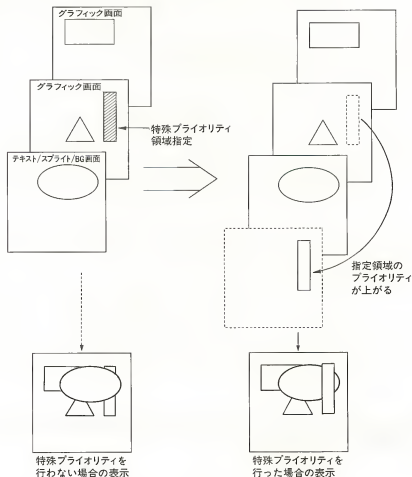 グラフィック画面
グラフィック画面
特殊プライオリティ
領域指定
テキスト/スプライト/BG画面
指定領域の
プライオリティ
が上がる
特殊プライオリティを
行わない場合の表示
特殊プライオリティを
行った場合の表示